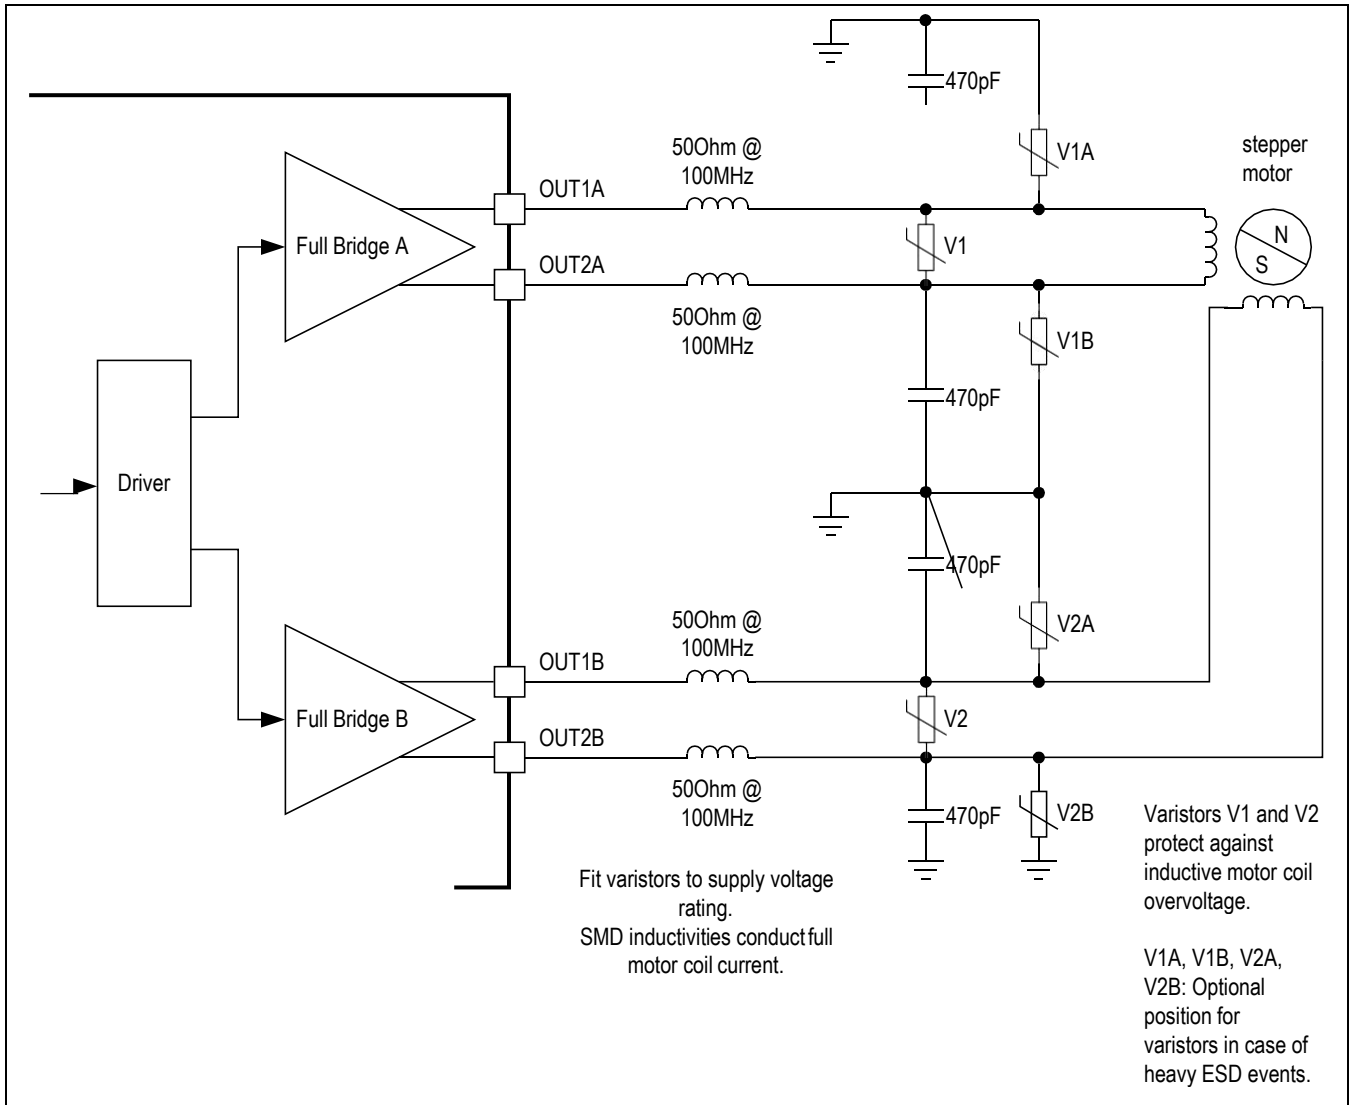 470pF
V1A
stepper
motor
50Ohm @
100MHz
OUT1A
Full Bridge A
V1
N
S
OUT2A
50Ohm @
100MHz
V1B
470pF
Driver
470pF
V2A
50Ohm @
100MHz
OUT1B
Full Bridge B
V2
OUT2B
50Ohm @
100MHz
470pF
V2B
Varistors V1 and V2
protect against
inductive motor coil
overvoltage.
Fit varistors to supply voltage
rating.
SMD inductivities conduct full
motor coil current.
V1A, V1B, V2A,
V2B: Optional
position for
varistors in case of
heavy ESD events.